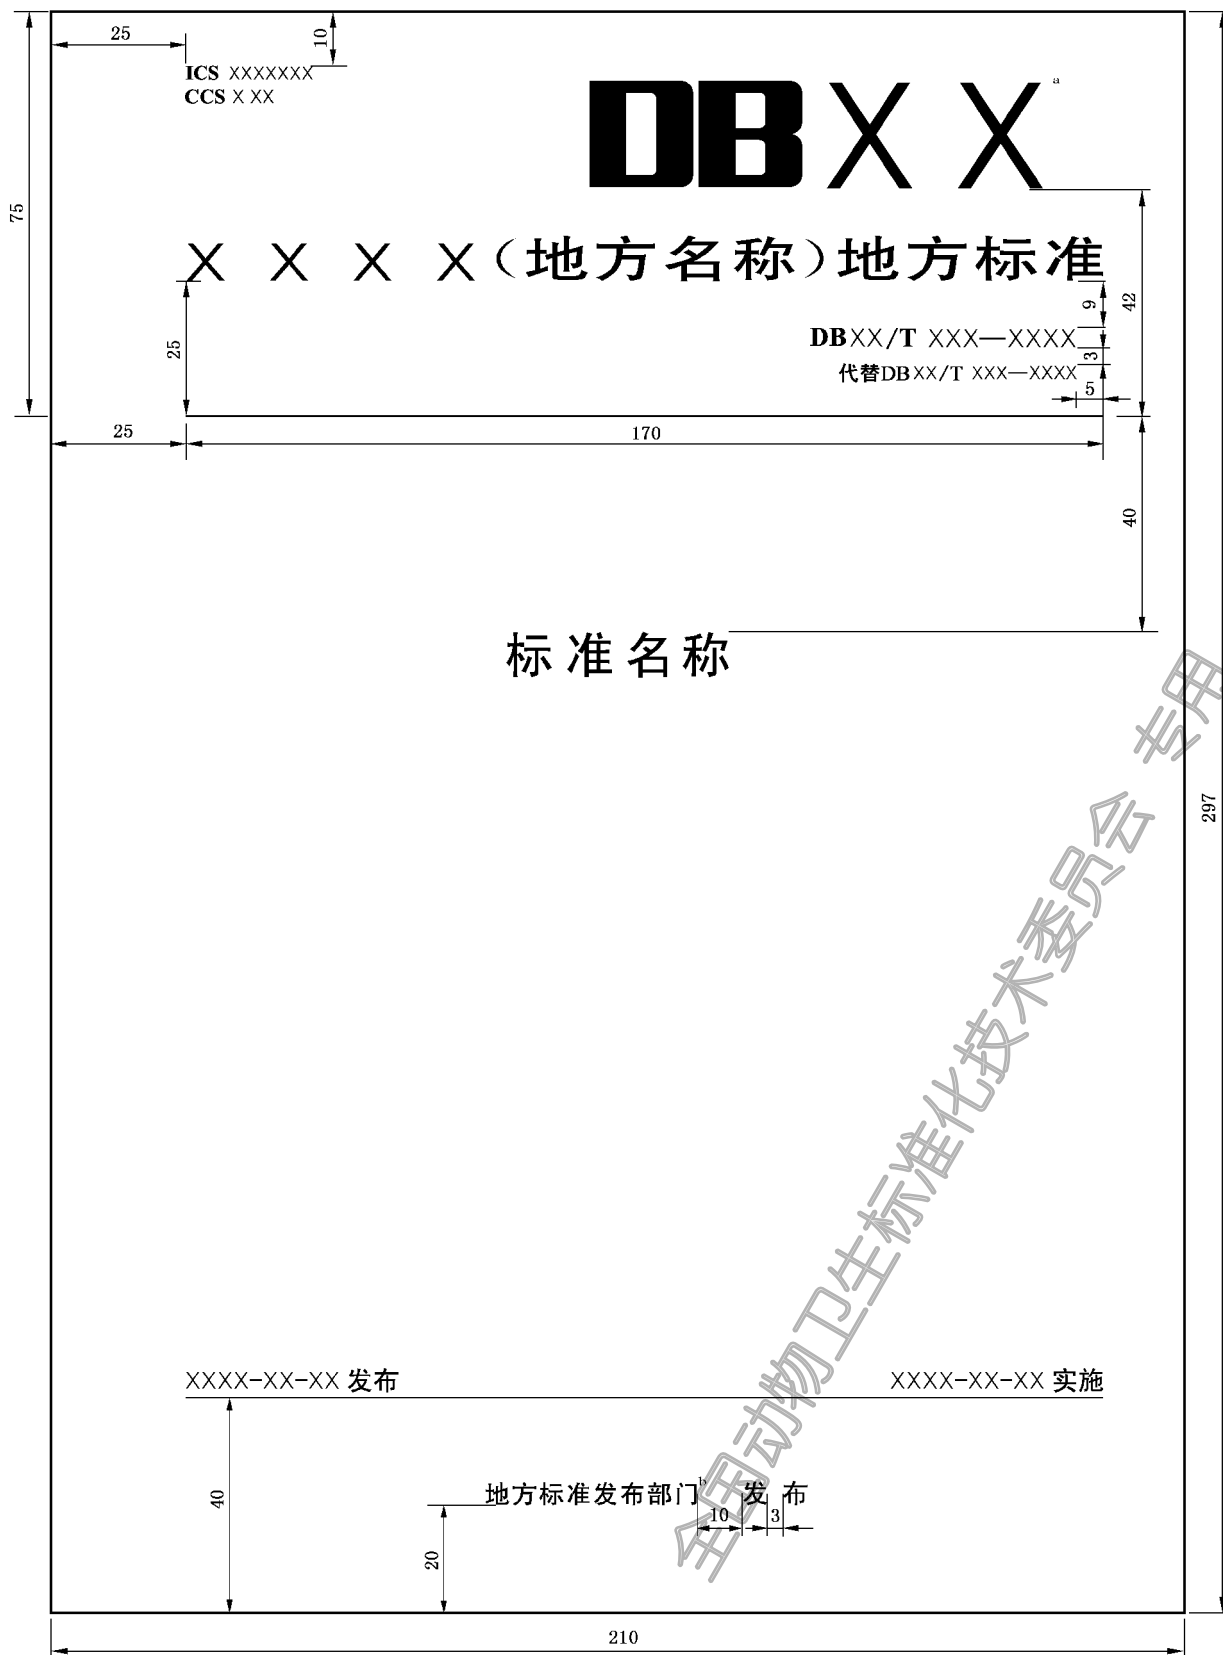 25
10
ICS XXXXXXX
CCS X XX
DBXX a
75
XXXX(地方名称)地方标准
9
42
DBXX/T XXX—XXXX
25
3
代替DBXX/T XXX—XXXX
5
25
170
40
标准名称
297
XXXX-XX-XX 发布
XXXX-XX-XX 实施
40
地方标准发布部门b 发布
10
3
20
210
全国动物卫生标准化技术委员会 专用